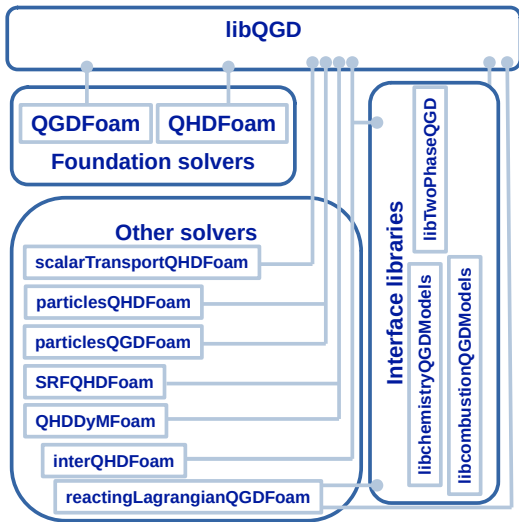 libQGD
QGDFoam
QHDFoam
Foundation solvers
Other solvers
scalarTransportQHDFoam
particlesQHDFoam
particlesQGDFoam
SRFQHDFoam
QHDDyMFoam
interQHDFoam
reactingLagrangianQGDFoam
Interface libraries
libTwoPhaseQGD
libchemistryQGDModels
libcombustionQGDModels